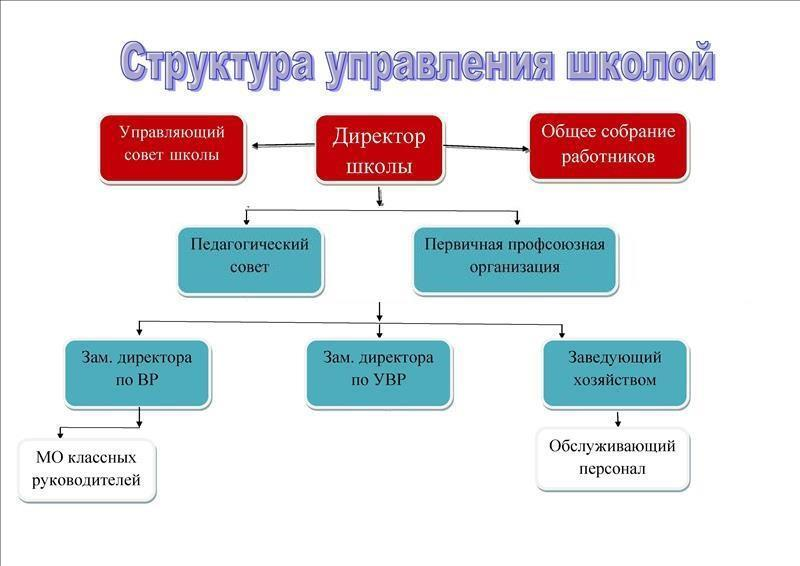 Структура управления школой
Управляющий
совет школы
Директор
школы
Общее собрание
работников
Педагогический
совет
Первичная профсоюзная
организация
Зам. директора
по ВР
Зам. директора
по УВР
Заведующий
хозяйством
МО классных
руководителей
Обслуживающий
персонал